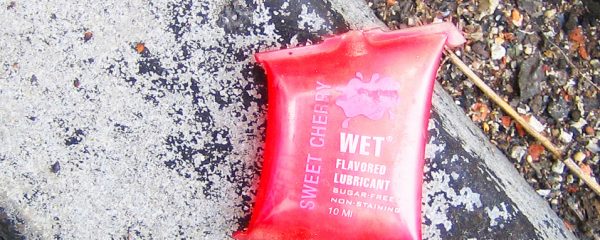 SWEET CHERRY
WET®
FLAVORED
LUBRICANT
SUGAR-FREE
NON-STAINING
10 Ml